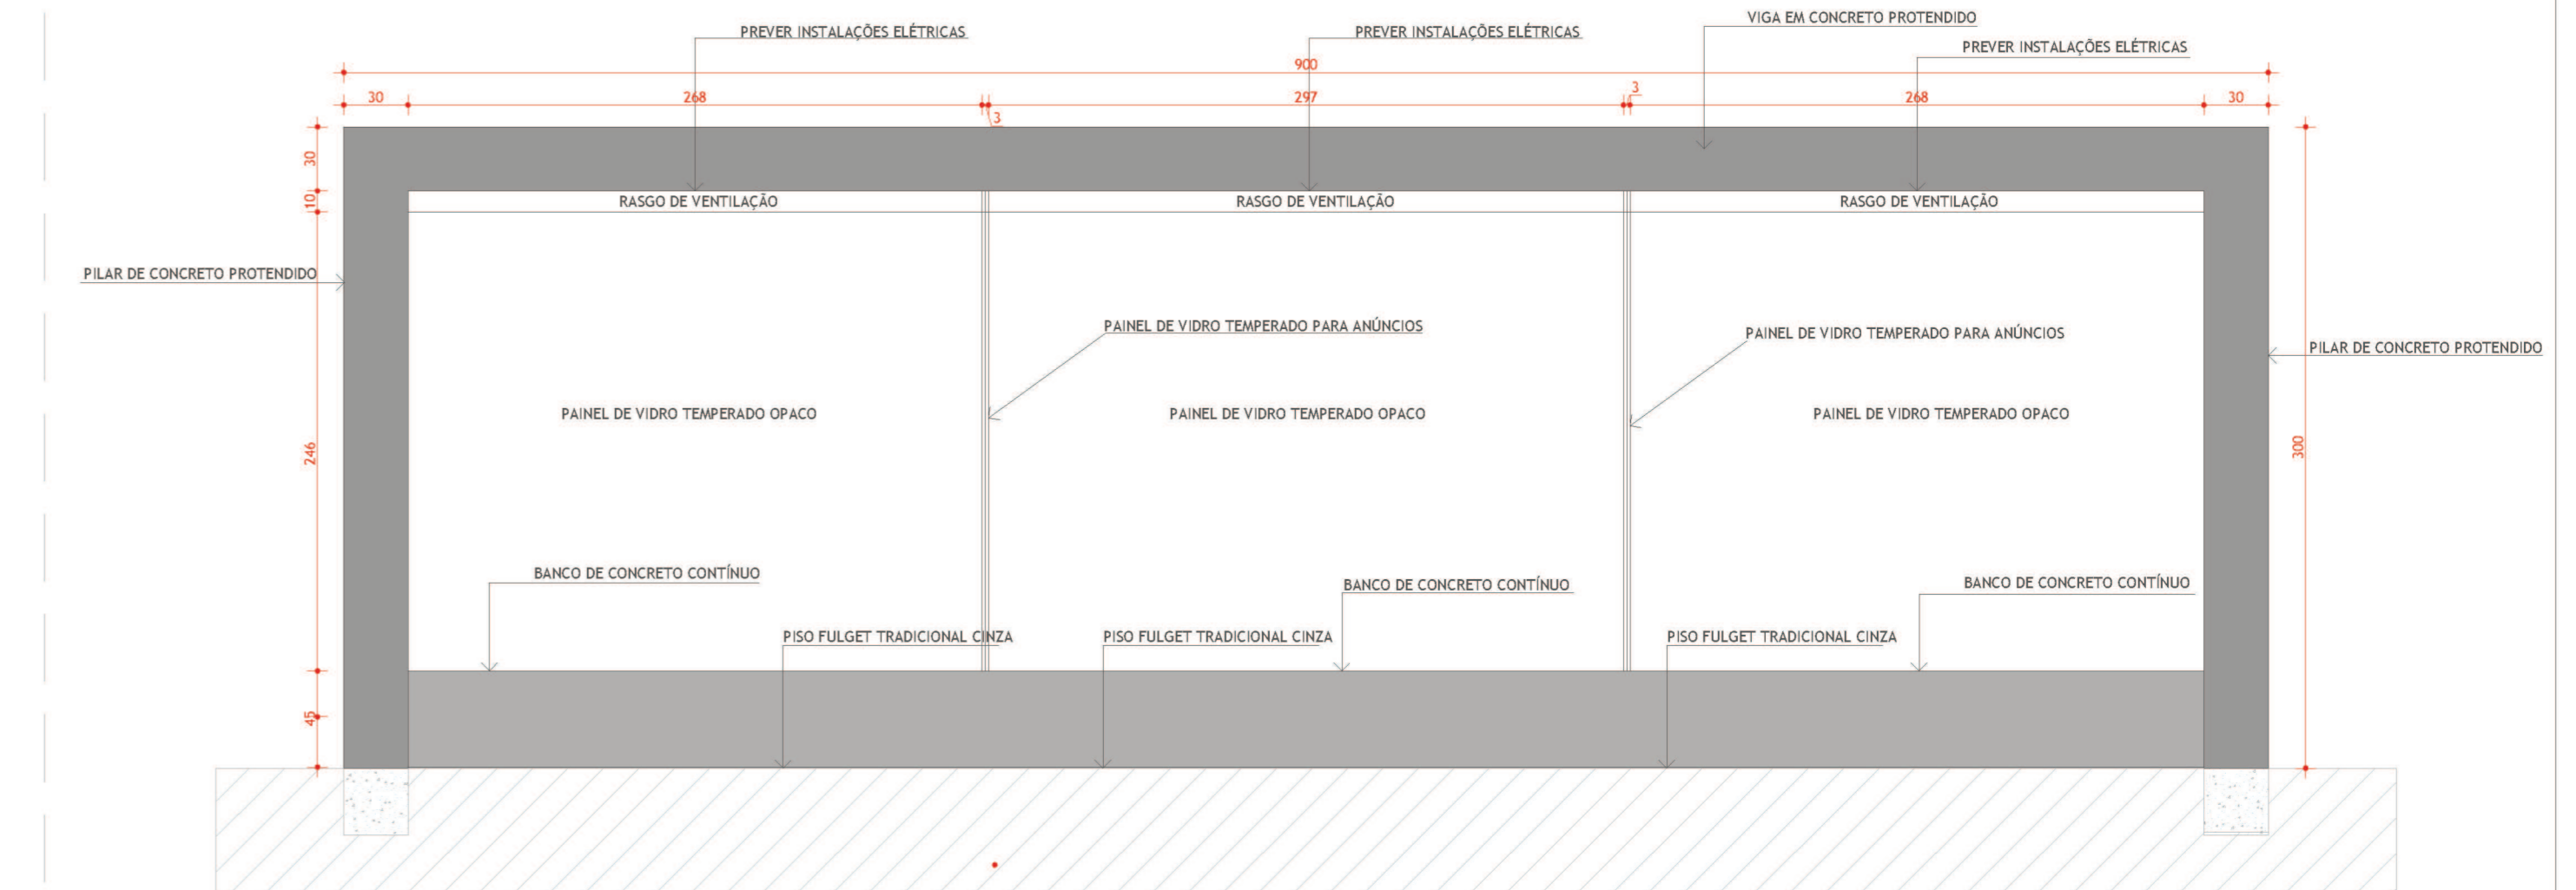 VIGA EM CONCRETO PROTENDIDO
PREVER INSTALAÇÕES ELÉTRICAS
PREVER INSTALAÇÕES ELÉTRICAS
PREVER INSTALAÇÕES ELÉTRICAS
900
30
268
3
297
3
268
30
30
10
RASGO DE VENTILAÇÃO
RASGO DE VENTILAÇÃO
RASGO DE VENTILAÇÃO
PILAR DE CONCRETO PROTENDIDO
PAINEL DE VIDRO TEMPERADO PARA ANÚNCIOS
PAINEL DE VIDRO TEMPERADO PARA ANÚNCIOS
PILAR DE CONCRETO PROTENDIDO
PAINEL DE VIDRO TEMPERADO OPACO
PAINEL DE VIDRO TEMPERADO OPACO
PAINEL DE VIDRO TEMPERADO OPACO
246
300
BANCO DE CONCRETO CONTÍNUO
BANCO DE CONCRETO CONTÍNUO
BANCO DE CONCRETO CONTÍNUO
PISO FULGET TRADICIONAL CINZA
PISO FULGET TRADICIONAL CINZA
PISO FULGET TRADICIONAL CINZA
45